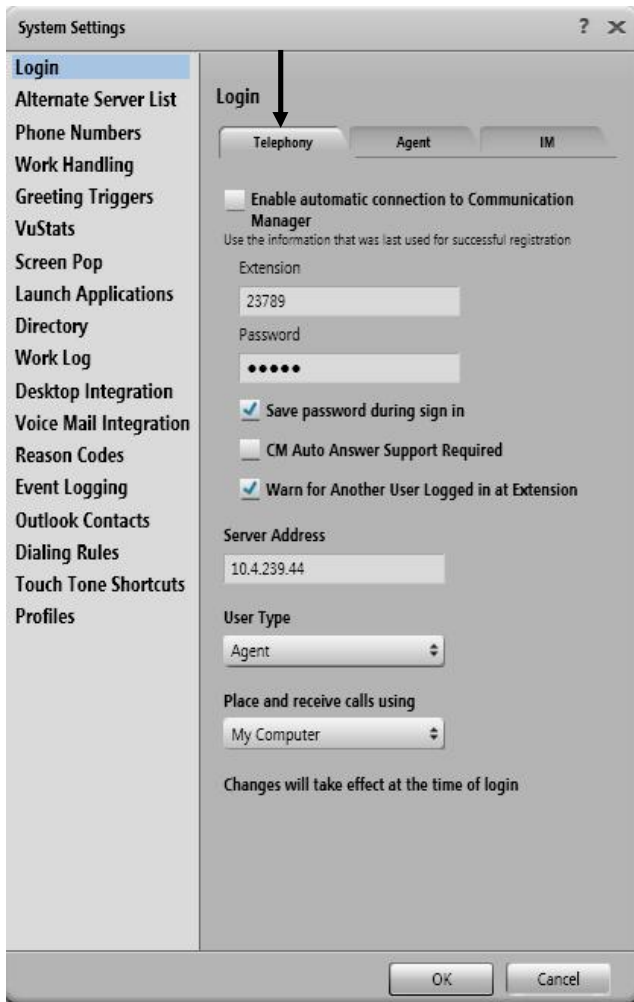 System Settings
?
Login
Alternate Server List
Phone Numbers
Work Handling
Greeting Triggers
VuStats
Screen Pop
Launch Applications
Directory
Work Log
Desktop Integration
Voice Mail Integration
Reason Codes
Event Logging
Outlook Contacts
Dialing Rules
Touch Tone Shortcuts
Profiles
Login
Telephony Agent IM
Enable automatic connection to Communication
Manager
Use the information that was last used for successful registration
Extension
23789
Password
•••••
Save password during sign in
CM Auto Answer Support Required
Warn for Another User Logged in at Extension
Server Address
10.4.239.44
User Type
Agent
Place and receive calls using
My Computer
Changes will take effect at the time of login
OK Cancel